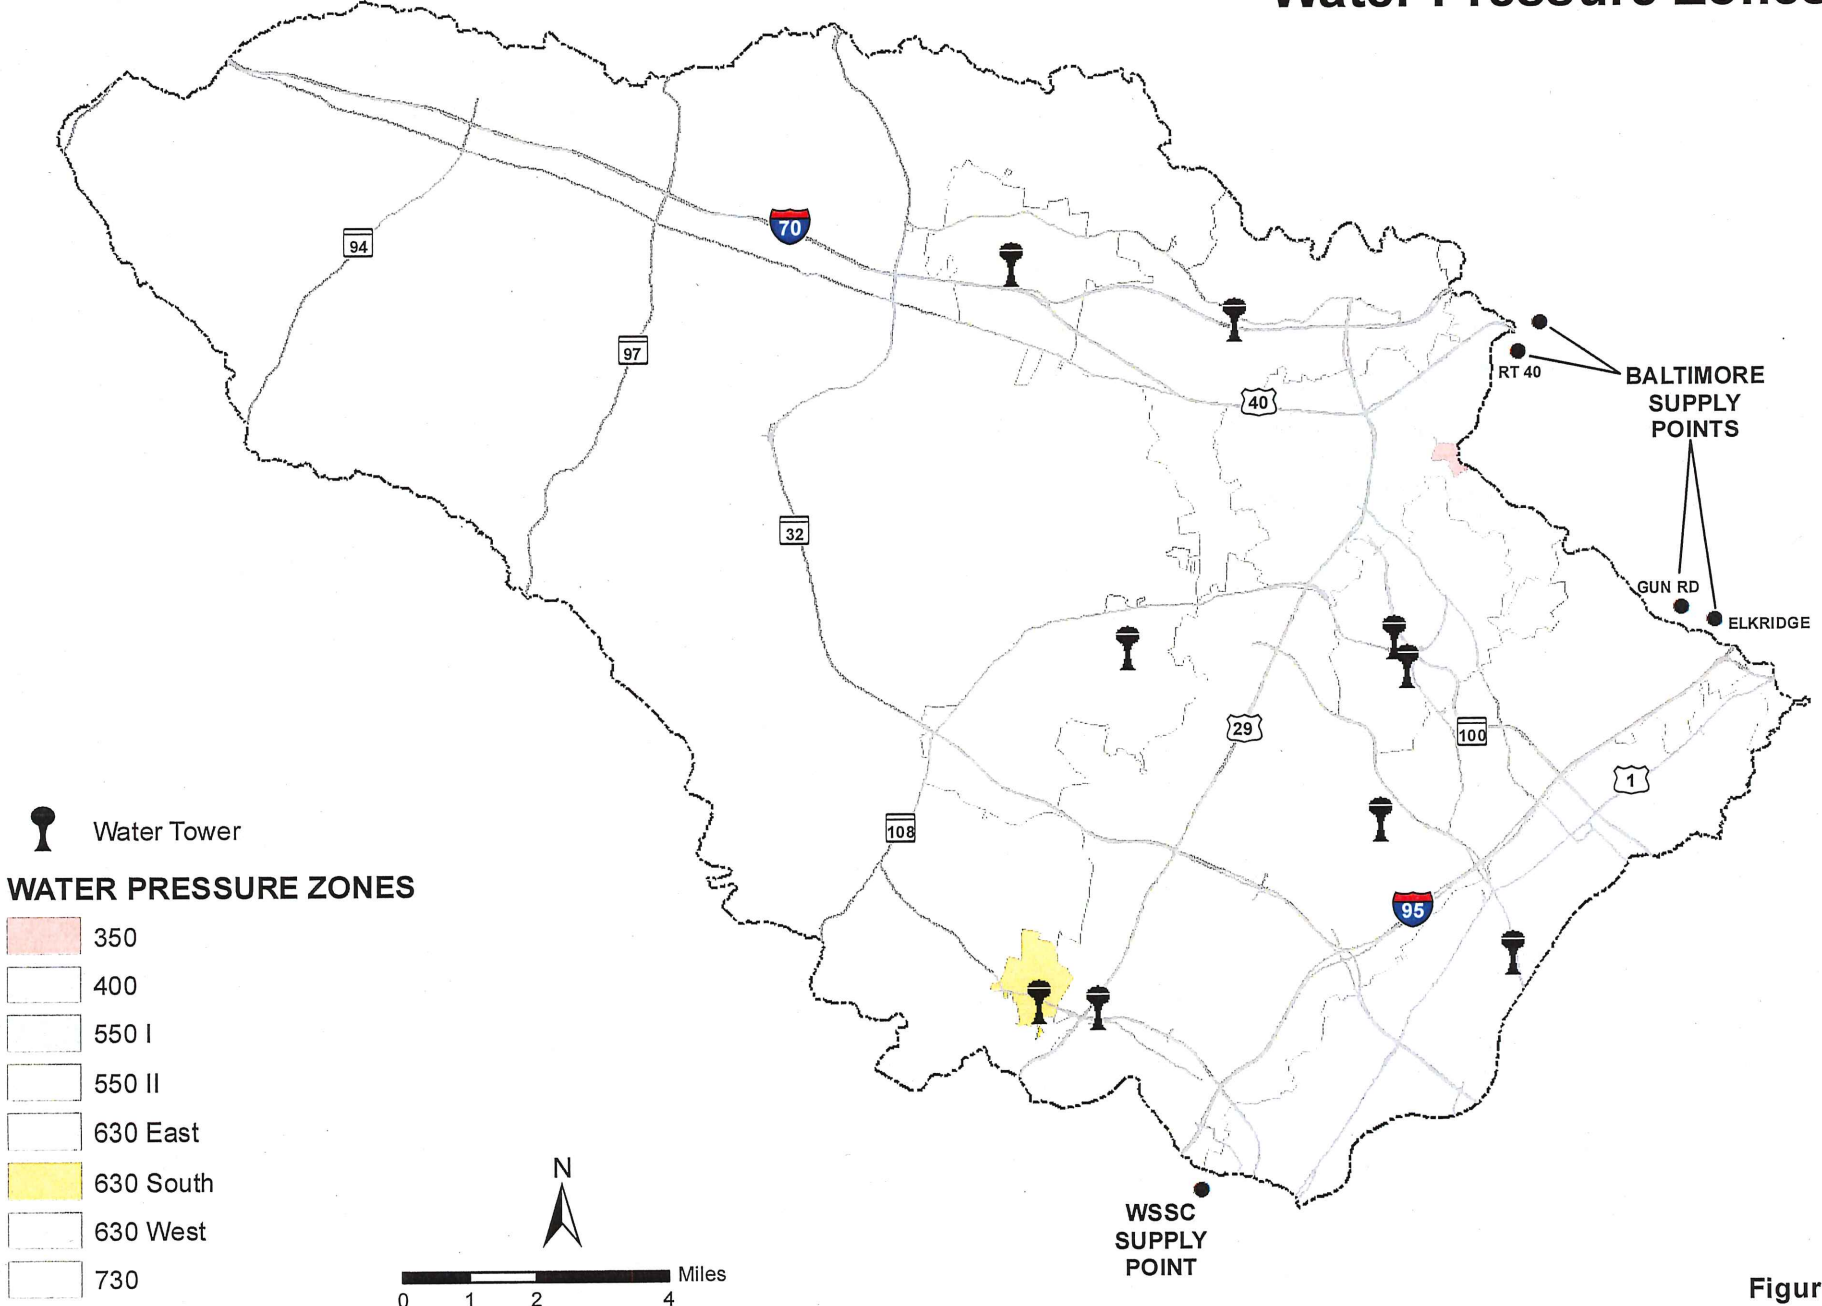 Water Pressure Zones
70
94
97
40
RT 40
BALTIMORE
SUPPLY
POINTS
32
GUN RD
ELKRIDGE
29
100
1
108
95
Water Tower
WATER PRESSURE ZONES
350
400
550 I
550 II
630 East
630 South
630 West
730
N
Miles
0 1 2 4
WSSC
SUPPLY
POINT
Figur